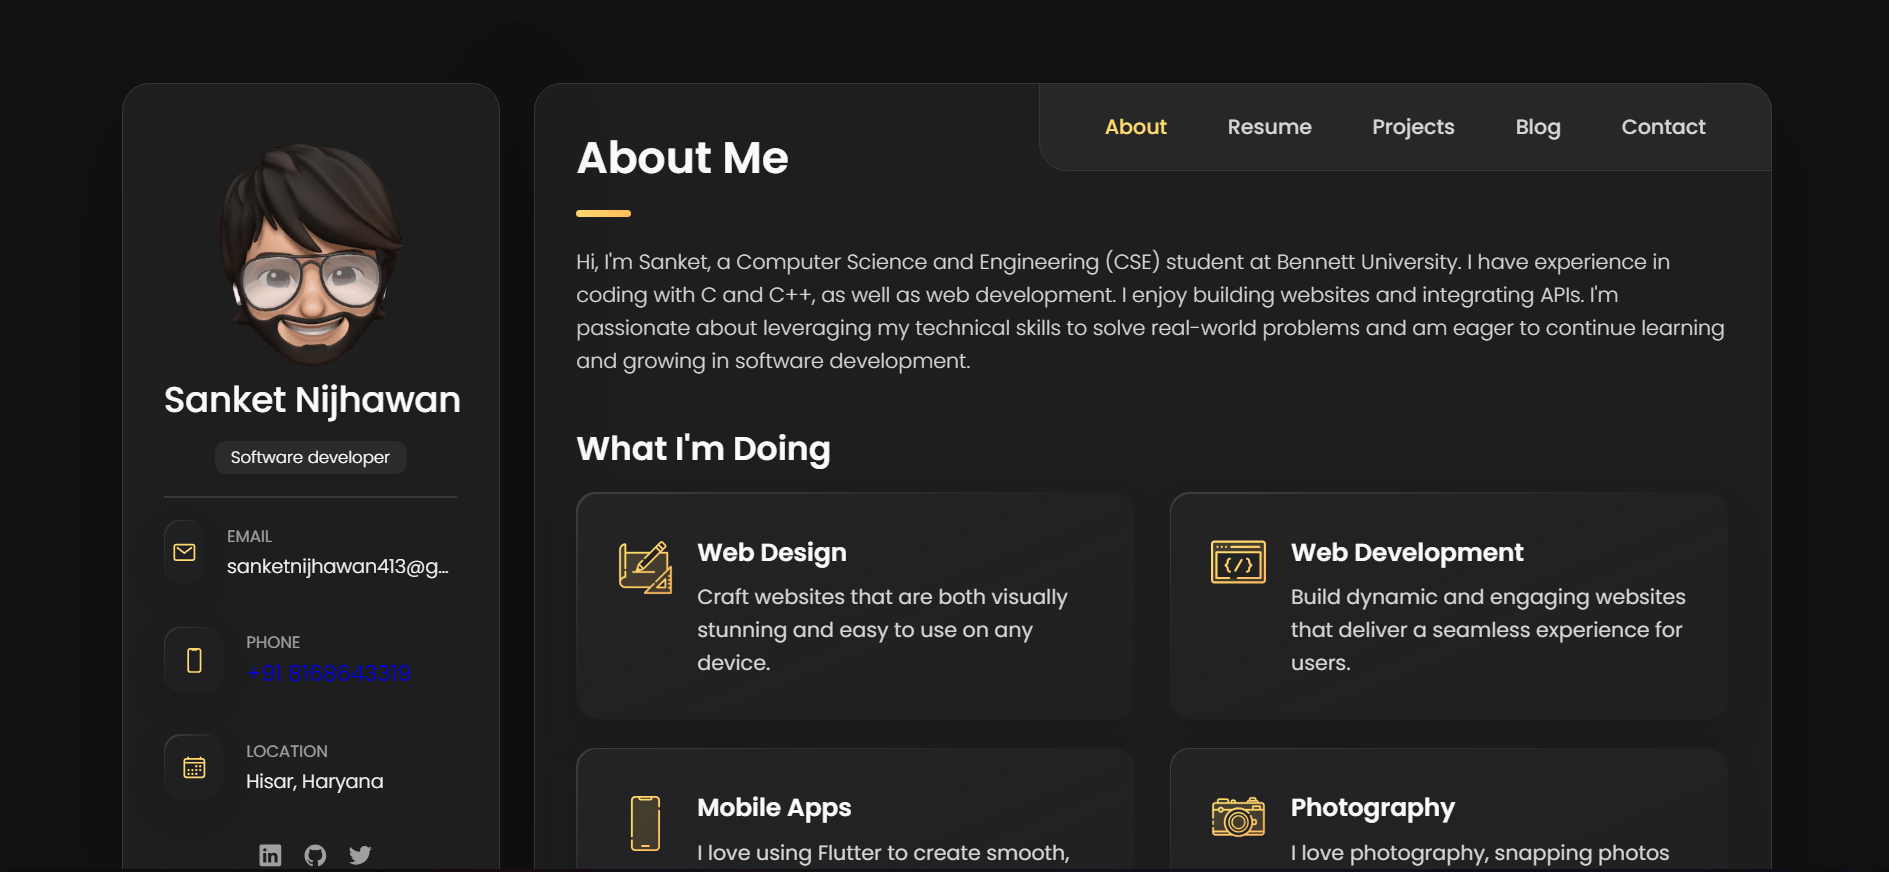 Sanket Nijhawan
Software developer
EMAIL
sanketnijhawan413@g...
PHONE
+91 8168643319
LOCATION
Hisar, Haryana
About Resume Projects Blog Contact
About Me
Hi, I'm Sanket, a Computer Science and Engineering (CSE) student at Bennett University. I have experience in
coding with C and C++, as well as web development. I enjoy building websites and integrating APIs. I'm
passionate about leveraging my technical skills to solve real-world problems and am eager to continue learning
and growing in software development.
What I'm Doing
Web Design
Craft websites that are both visually
stunning and easy to use on any
device.
Web Development
Build dynamic and engaging websites
that deliver a seamless experience for
users.
Mobile Apps
I love using Flutter to create smooth,
Photography
I love photography, snapping photos